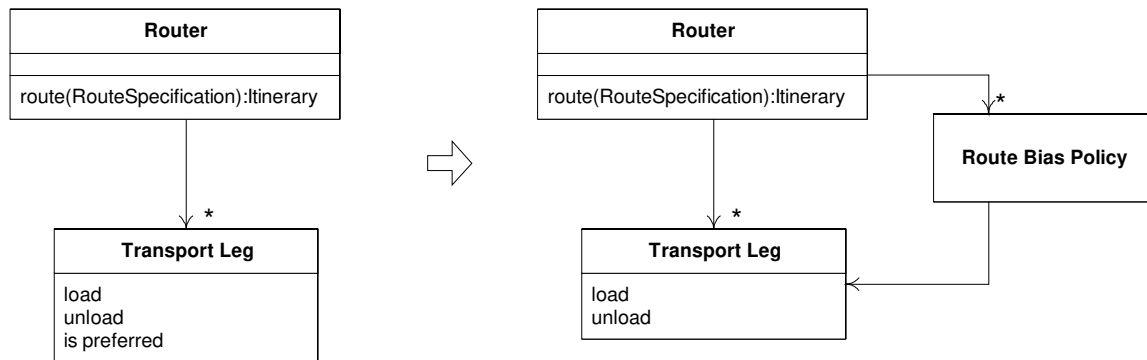 Router
route(RouteSpecification):Itinerary
*
Transport Leg
load
unload
is preferred
Router
route(RouteSpecification):Itinerary
*
Route Bias Policy
*
Transport Leg
load
unload